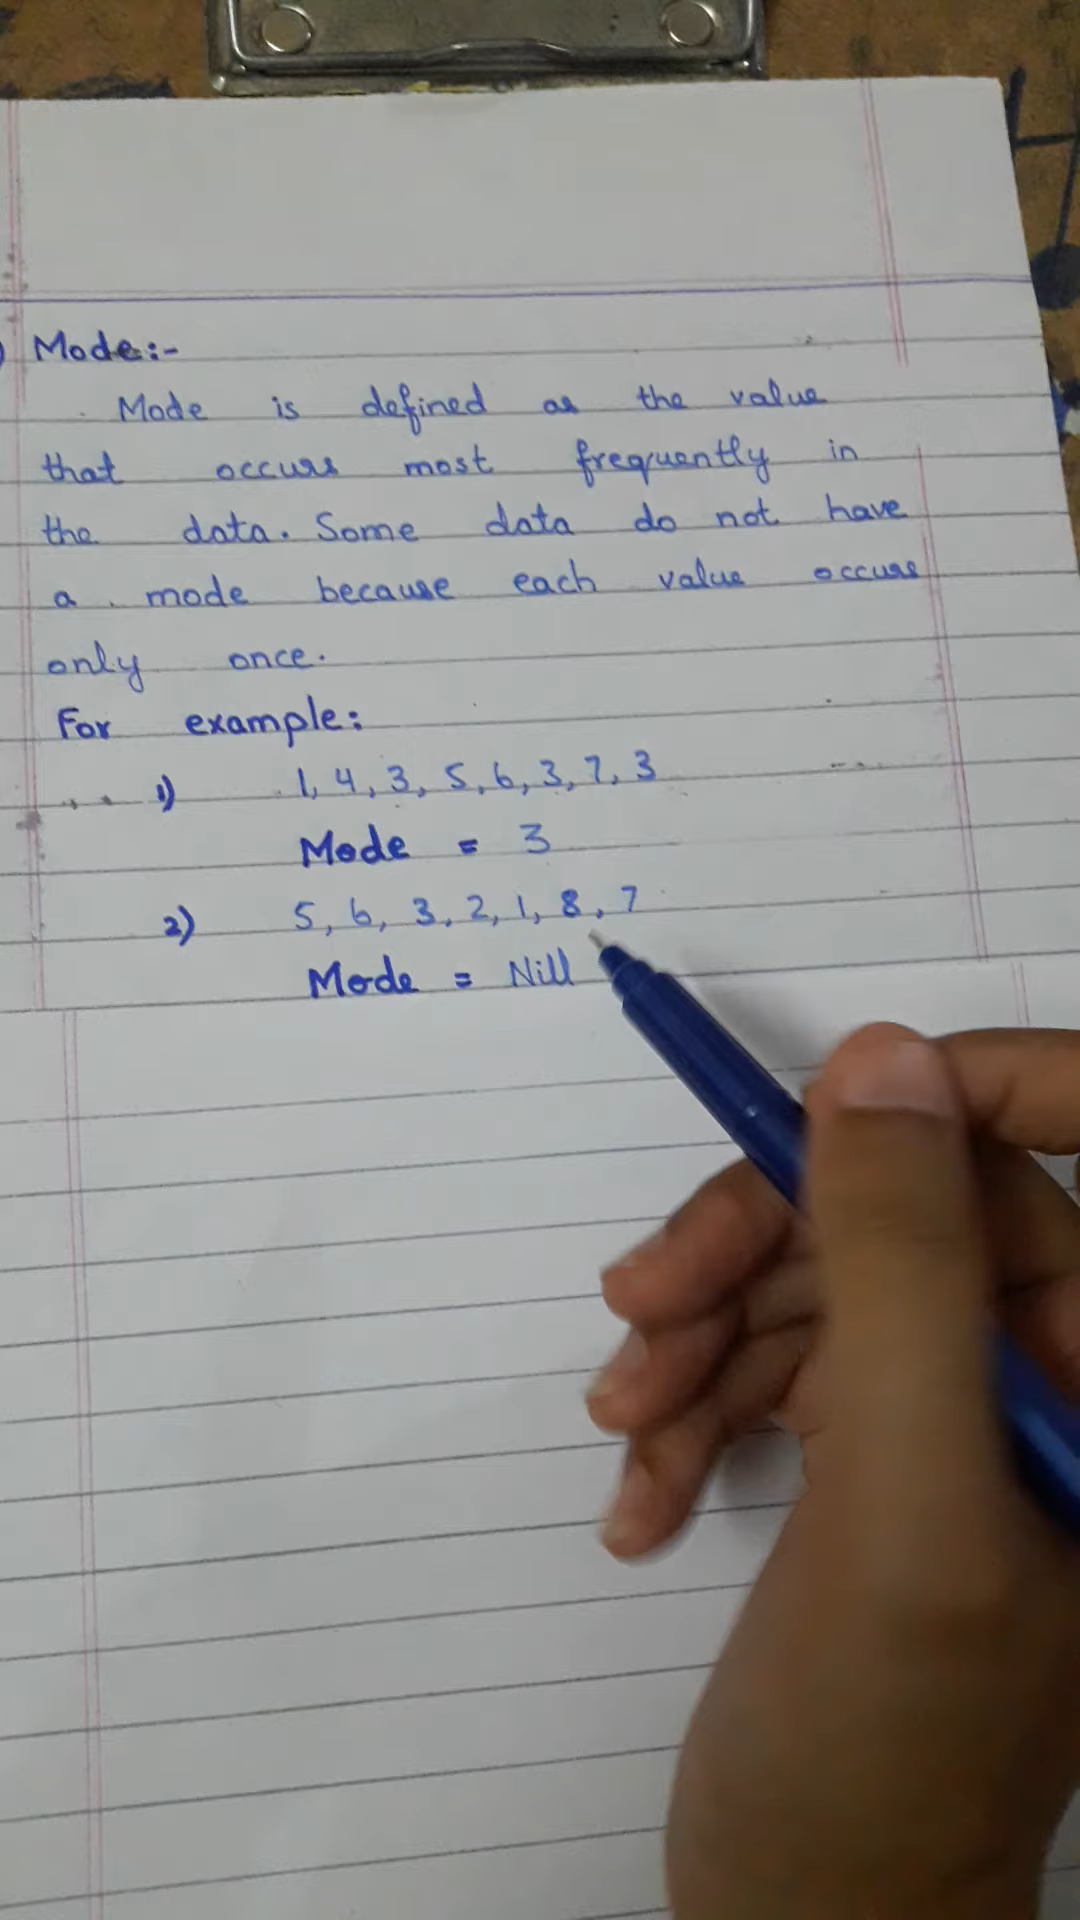 Mode:-
Mode is defined as the value
that occurs most frequently in
the data. Some data do not have
a mode because each value occurs
only once.
For example:
1) 1, 4, 3, 5, 6, 3, 7, 3
Mode = 3
2) 5, 6, 3, 2, 1, 8, 7
Mode = Nill